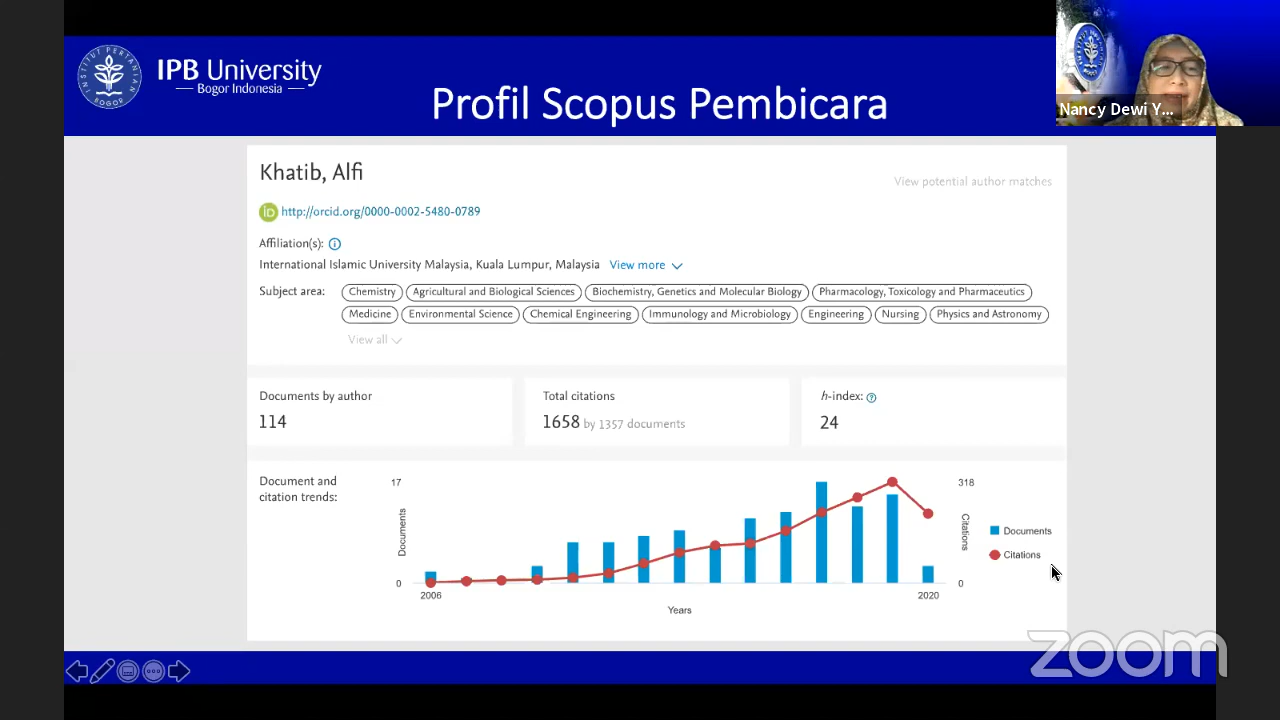 INSTITUT PERTANIAN
BOGOR
IPB University
Bogor Indonesia
Profil Scopus Pembicara
Nancy Dewi Y...
Khatib, Alfi
View potential author matches
iD http://orcid.org/0000-0002-5480-0789
Affiliation(s):
International Islamic University Malaysia, Kuala Lumpur, Malaysia View more
Subject area: Chemistry Agricultural and Biological Sciences Biochemistry, Genetics and Molecular Biology Pharmacology, Toxicology and Pharmaceutics
Medicine Environmental Science Chemical Engineering Immunology and Microbiology Engineering Nursing Physics and Astronomy
View all
Documents by author
114
Total citations
1658 by 1357 documents
h-index:
24
Document and
citation trends:
17
Documents
0
2006
Years
2020
318
Citations
0
Documents
Citations
zoom